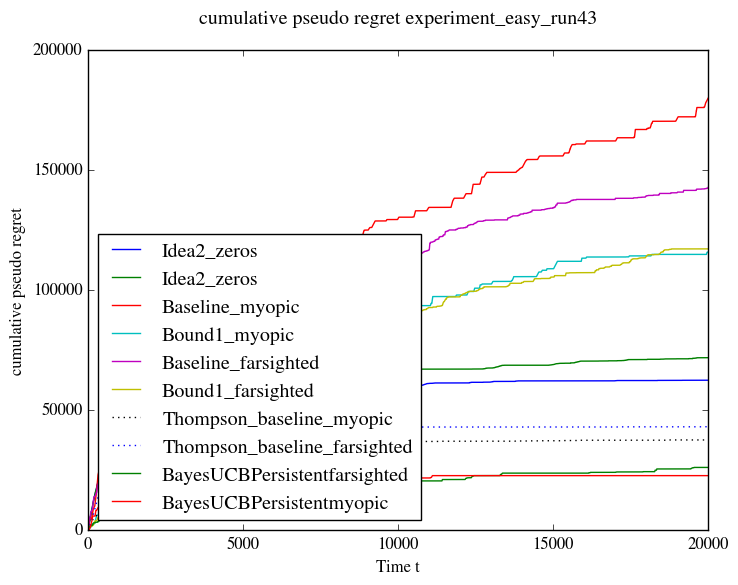 cumulative pseudo regret experiment_easy_run43
200000
150000
100000
50000
0
cumulative pseudo regret
Idea2_zeros
Idea2_zeros
Baseline_myopic
Bound1_myopic
Baseline_farsighted
Bound1_farsighted
Thompson_baseline_myopic
Thompson_baseline_farsighted
BayesUCBPersistentfarsighted
BayesUCBPersistentmyopic
0 5000 10000 15000 20000
Time t